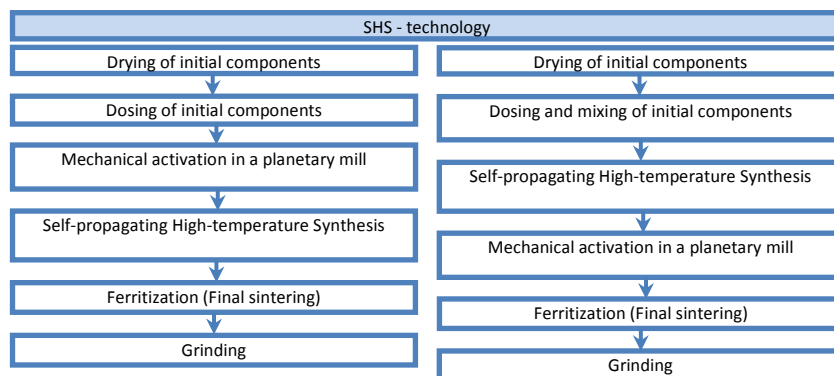 SHS - technology
Drying of initial components
Dosing of initial components
Mechanical activation in a planetary mill
Self-propagating High-temperature Synthesis
Ferritization (Final sintering)
Grinding
Drying of initial components
Dosing and mixing of initial components
Self-propagating High-temperature Synthesis
Mechanical activation in a planetary mill
Ferritization (Final sintering)
Grinding